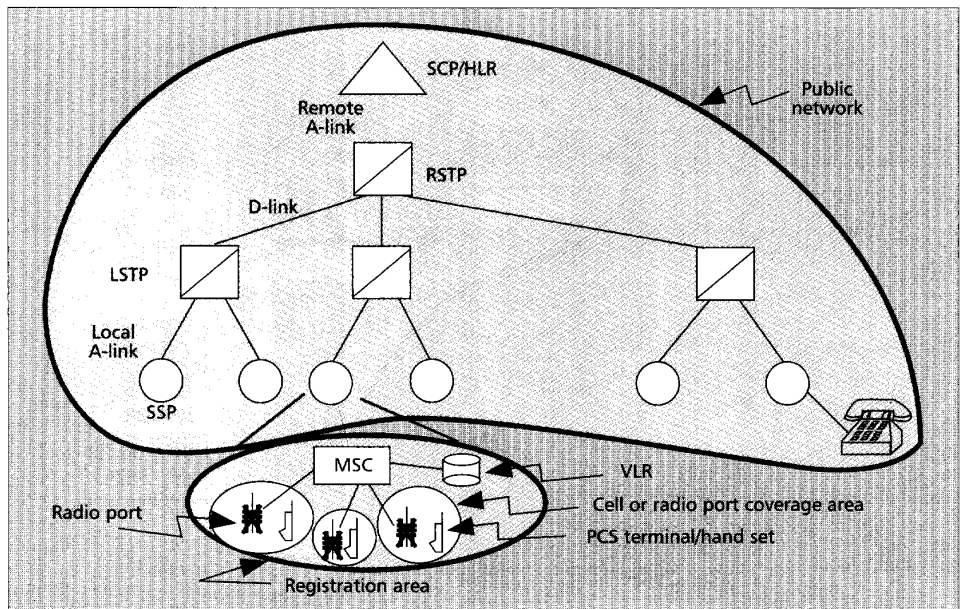 SCP/HLR
Public
network
Remote
A-link
RSTP
D-link
LSTP
Local
A-link
SSP
MSC
VLR
Radio port
Cell or radio port coverage area
PCS terminal/hand set
Registration area